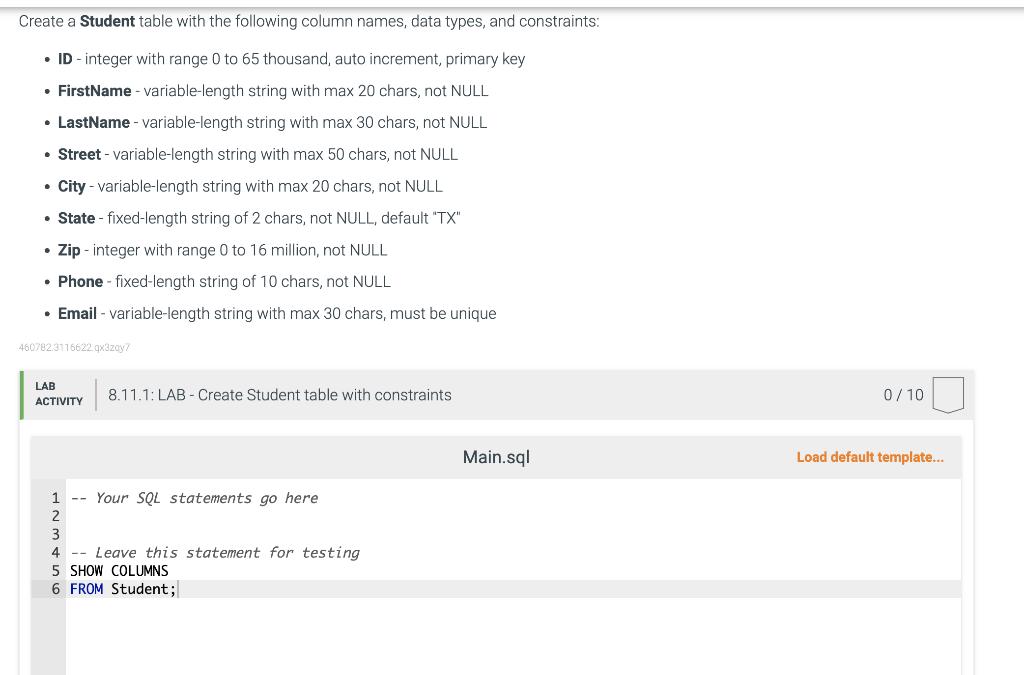 Create a Student table with the following column names, data types, and constraints:
• ID - integer with range 0 to 65 thousand, auto increment, primary key
• FirstName - variable-length string with max 20 chars, not NULL
• LastName - variable-length string with max 30 chars, not NULL
• Street - variable-length string with max 50 chars, not NULL
• City - variable-length string with max 20 chars, not NULL
• State - fixed-length string of 2 chars, not NULL, default "TX"
• Zip - integer with range 0 to 16 million, not NULL
• Phone - fixed-length string of 10 chars, not NULL
• Email - variable-length string with max 30 chars, must be unique
460782.3116622.qx3zqy7
LAB
ACTIVITY
8.11.1: LAB - Create Student table with constraints
0 / 10
Main.sql
Load default template...
1 -- Your SQL statements go here
2
3
4 -- Leave this statement for testing
5 SHOW COLUMNS
6 FROM Student;